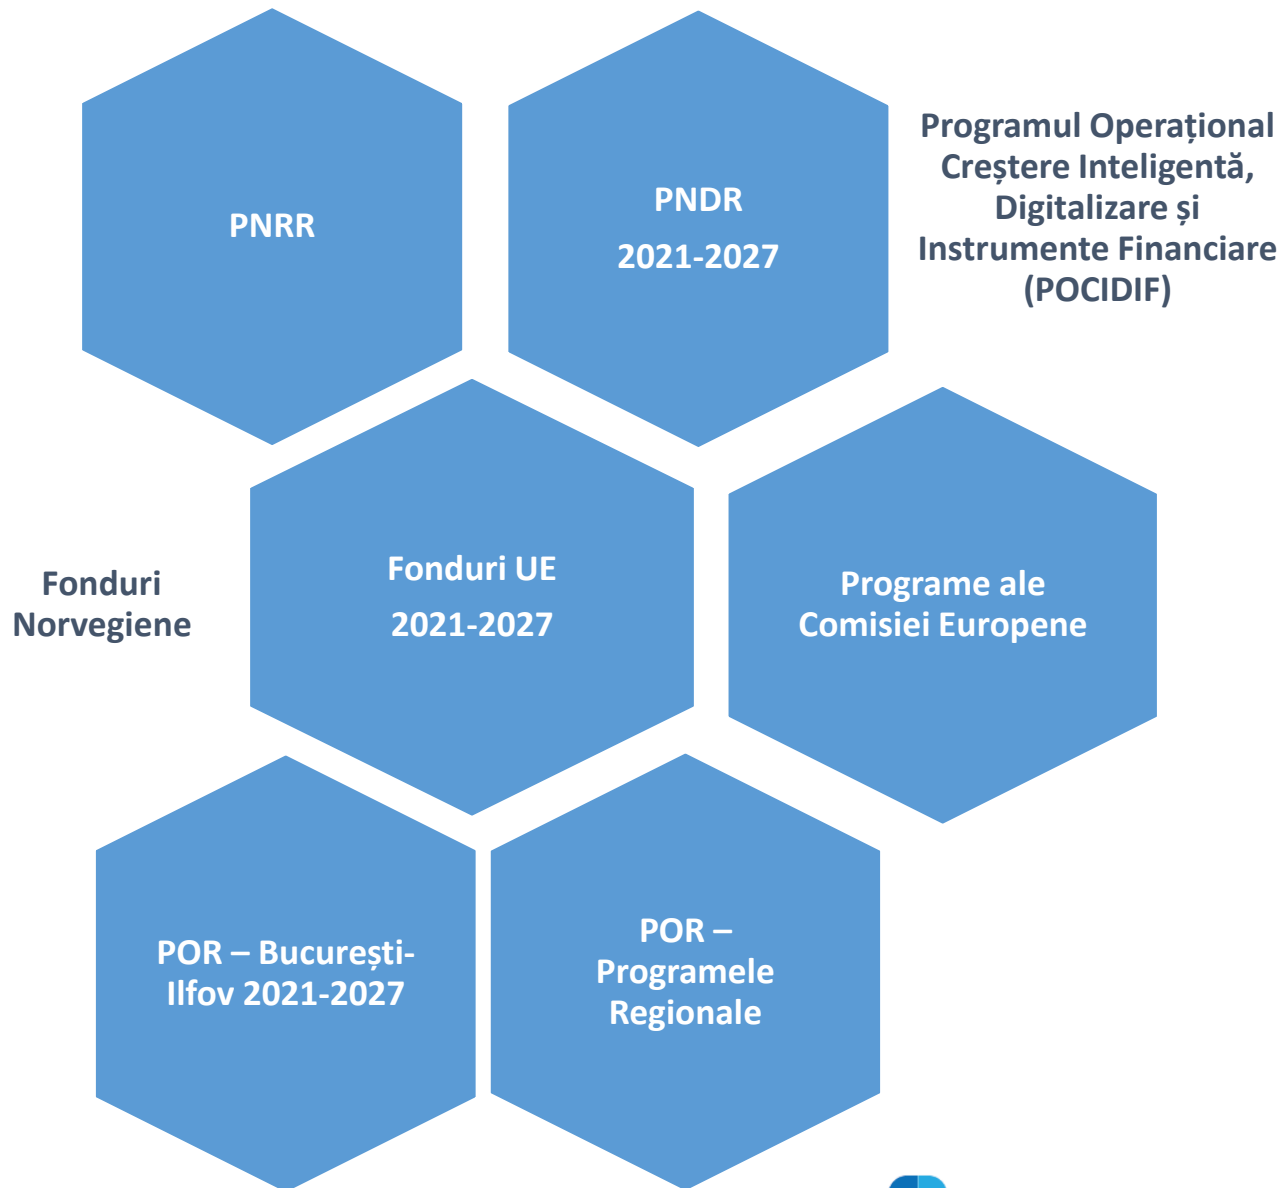 PNRR
PNDR
2021-2027
Programul Operațional
Creștere Inteligentă,
Digitalizare și
Instrumente Financiare
(POCIDIF)
Fonduri
Norvegiene
Fonduri UE
2021-2027
Programe ale
Comisiei Europene
POR – București-
Ilfov 2021-2027
POR –
Programele
Regionale